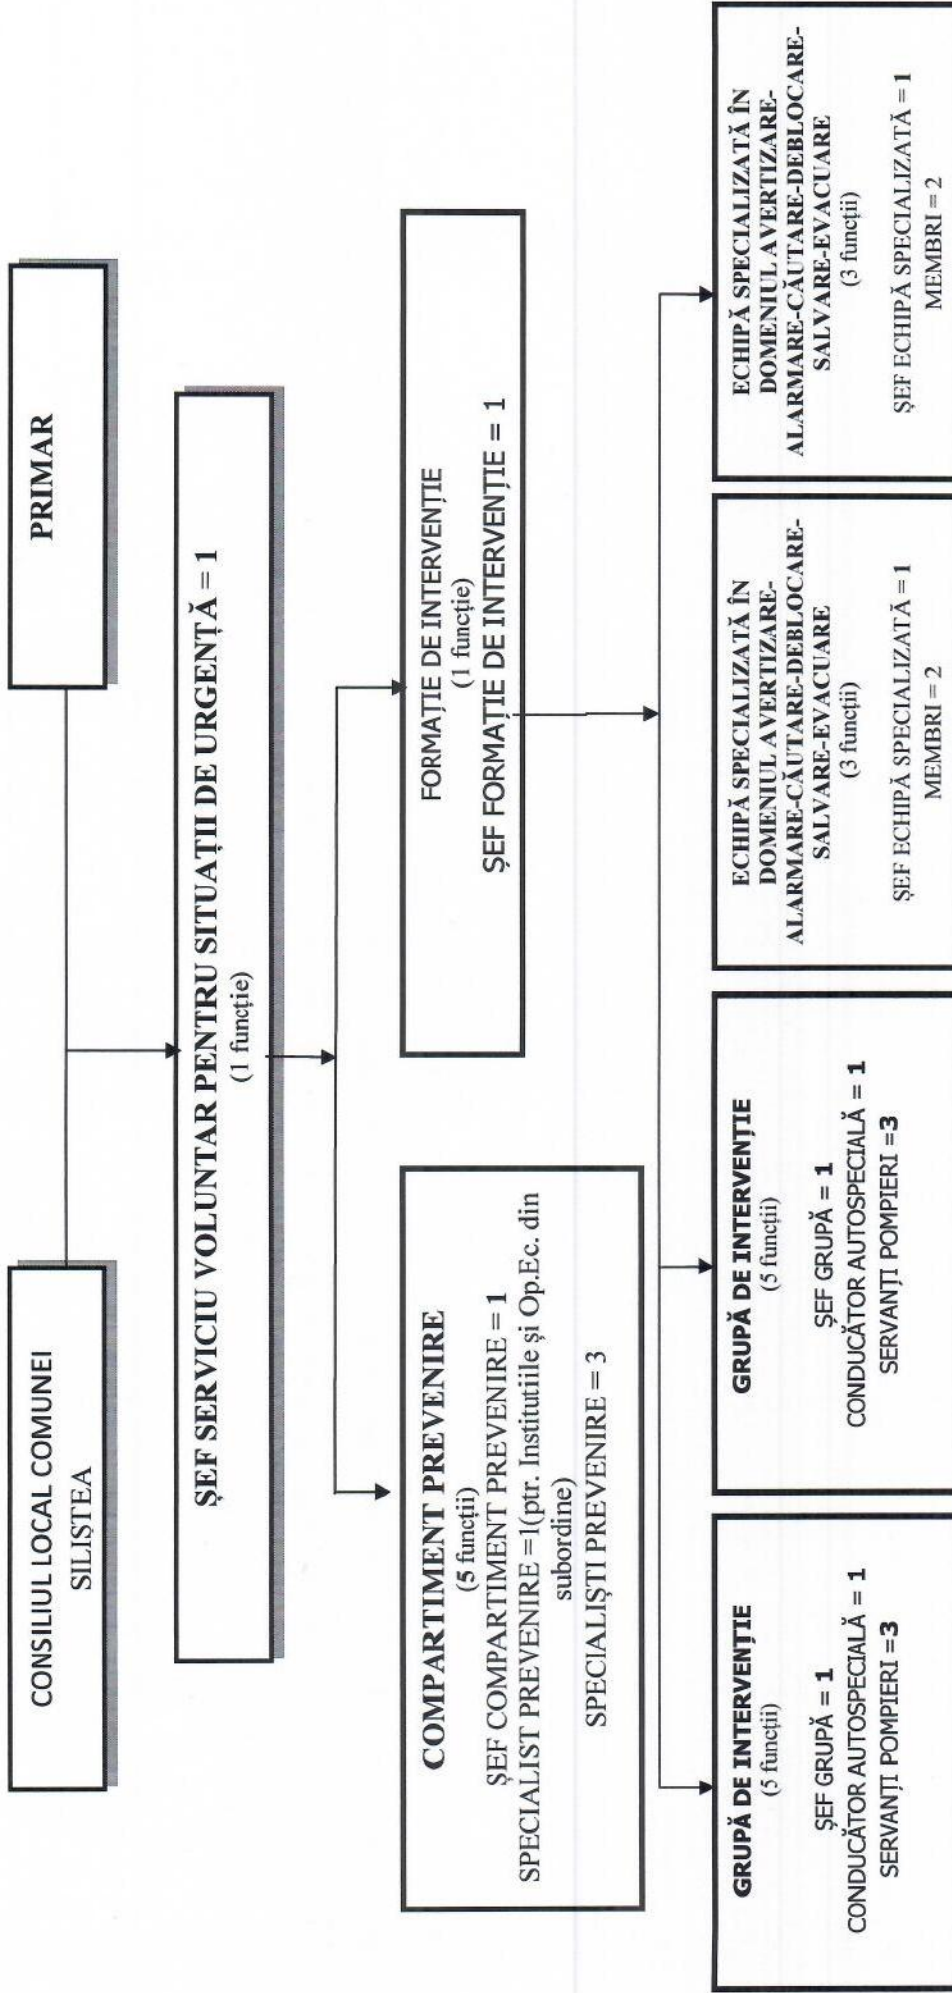 CONSILIUL LOCAL COMUNEI
SILIȘTEA
PRIMAR
ȘEF SERVICIU VOLUNTAR PENTRU SITUAȚII DE URGENȚĂ = 1
(1 funcție)
COMPARTIMENT PREVENIRE
(5 funcții)
ȘEF COMPARTIMENT PREVENIRE = 1
SPECIALIST PREVENIRE =1(ptr. Institutiile și Op.Ec. din
subordine)
SPECIALIȘTI PREVENIRE = 3
FORMAȚIE DE INTERVENȚIE
(1 funcție)
ȘEF FORMAȚIE DE INTERVENȚIE = 1
GRUPĂ DE INTERVENȚIE
(5 funcții)
ȘEF GRUPĂ = 1
CONDUCĂTOR AUTOSPECIALĂ = 1
SERVANȚI POMPIERI =3
GRUPĂ DE INTERVENȚIE
(5 funcții)
ȘEF GRUPĂ = 1
CONDUCĂTOR AUTOSPECIALĂ = 1
SERVANȚI POMPIERI =3
ECHIPĂ SPECIALIZATĂ ÎN
DOMENIUL AVERTIZARE-
ALARMARE-CĂUTARE-DEBLOCARE-
SALVARE-EVACUARE
(3 funcții)
ȘEF ECHIPĂ SPECIALIZATĂ = 1
MEMBRI = 2
ECHIPĂ SPECIALIZATĂ ÎN
DOMENIUL AVERTIZARE-
ALARMARE-CĂUTARE-DEBLOCARE-
SALVARE-EVACUARE
(3 funcții)
ȘEF ECHIPĂ SPECIALIZATĂ = 1
MEMBRI = 2